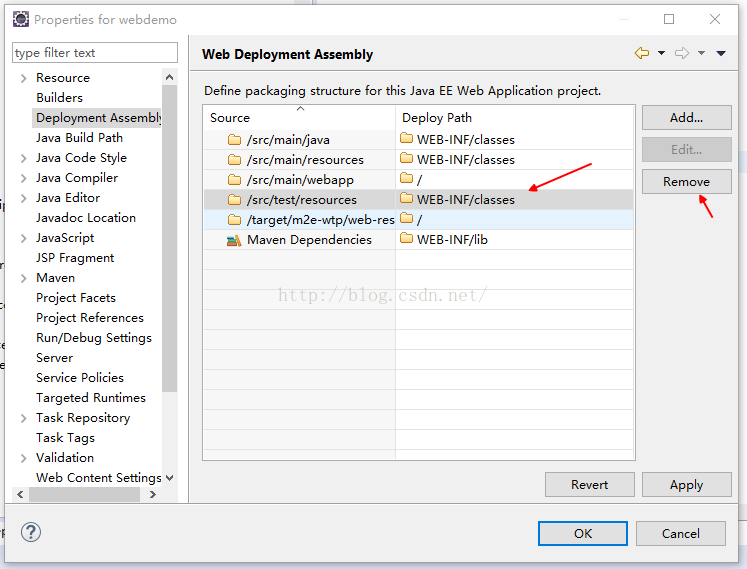 Properties for webdemo
type filter text
Web Deployment Assembly
Resource
Builders
Deployment Assembly
Java Build Path
Java Code Style
Java Compiler
Java Editor
Javadoc Location
JavaScript
JSP Fragment
Maven
Project Facets
Project References
Run/Debug Settings
Server
Service Policies
Targeted Runtimes
Task Repository
Task Tags
Validation
Web Content Settings
Define packaging structure for this Java EE Web Application project.
Source Deploy Path
/src/main/java WEB-INF/classes
/src/main/resources WEB-INF/classes
/src/main/webapp /
/src/test/resources WEB-INF/classes
/target/m2e-wtp/web-res /
Maven Dependencies WEB-INF/lib
http://blog.csdn.net/
Add...
Edit...
Remove
Revert Apply
OK Cancel